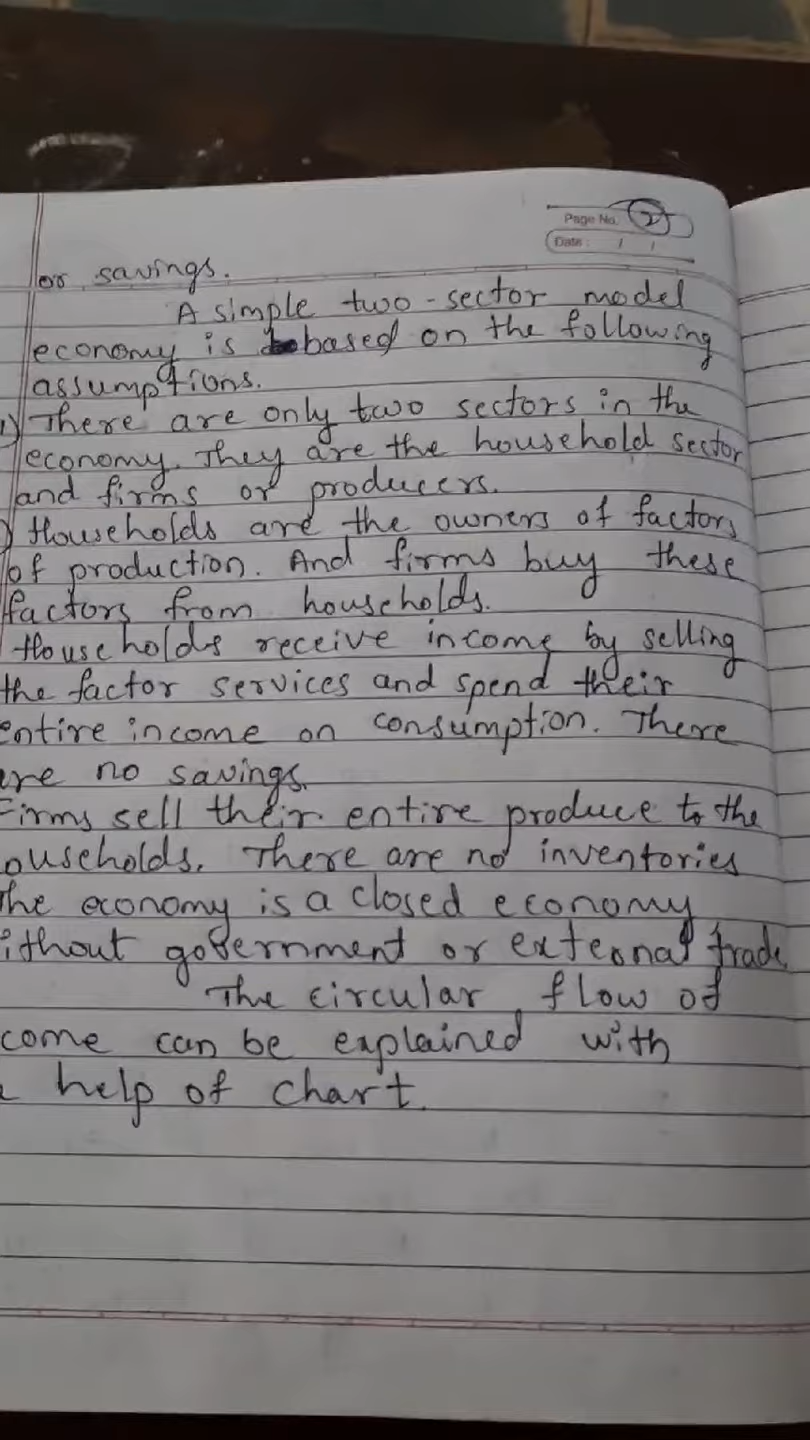 Page No. 2
Date: / /
or savings.
A simple two-sector model
economy is based on the following
assumptions.
1) There are only two sectors in the
economy. They are the household sector
and firms or producers.
) Households are the owners of factors
of production. And firms buy these
factors from households.
Households receive income by selling
the factor services and spend their
entire income on consumption. There
are no savings.
Firms sell their entire produce to the
ouseholds. There are no inventories
The economy is a closed economy
ithout government or external trade
The circular flow of
come can be explained with
help of chart.